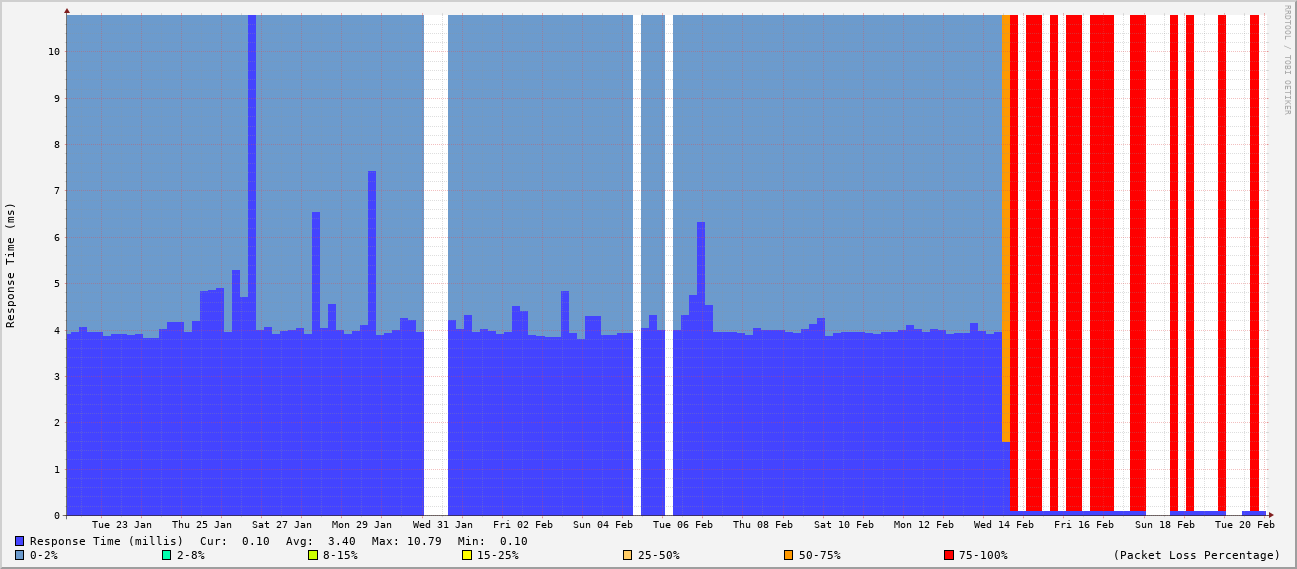 RRDTOOL / TOBI OETIKER
Response Time (ms)
10
9
8
7
6
5
4
3
2
1
0
Tue 23 Jan Thu 25 Jan Sat 27 Jan Mon 29 Jan Wed 31 Jan Fri 02 Feb Sun 04 Feb Tue 06 Feb Thu 08 Feb Sat 10 Feb Mon 12 Feb Wed 14 Feb Fri 16 Feb Sun 18 Feb Tue 20 Feb
Response Time (millis) Cur: 0.10 Avg: 3.40 Max: 10.79 Min: 0.10
0-2% 2-8% 8-15% 15-25% 25-50% 50-75% 75-100% (Packet Loss Percentage)